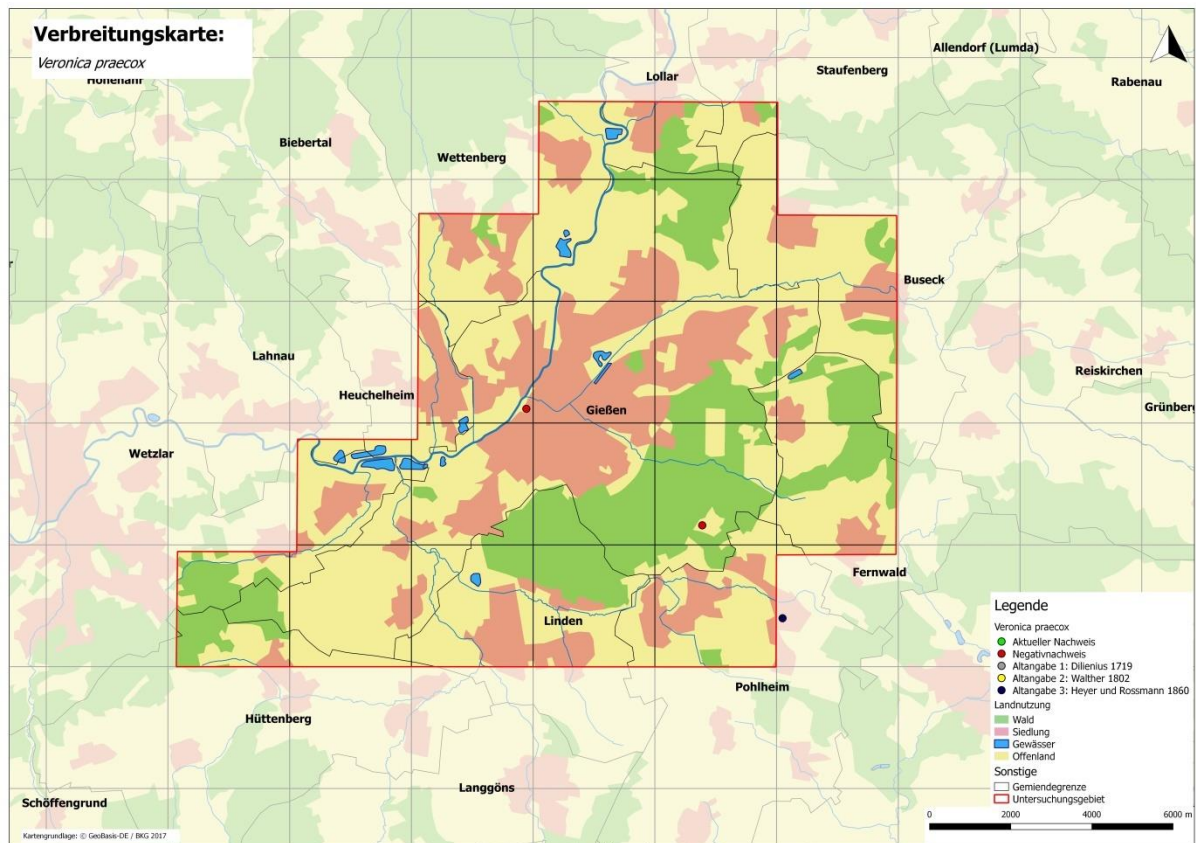 Verbreitungskarte:
Veronica praecox
Hohenahr
Lollar
Allendorf (Lumda)
Staufenberg
Rabenau
Biebertal
Wettenberg
Buseck
Lahnau
Heuchelheim
Gießen
Reiskirchen
Grünberg
Wetzlar
Fernwald
Linden
Pohlheim
Hüttenberg
Langgöns
Schöffengrund
Legende
Veronica praecox
Aktueller Nachweis
Negativnachweis
Altangabe 1: Dilienius 1719
Altangabe 2: Walther 1802
Altangabe 3: Heyer und Rossmann 1860
Landnutzung
Wald
Siedlung
Gewässer
Offenland
Sonstige
Gemiendegrenze
Untersuchungsgebiet
0 2000 4000 6000 m
Kartengrundlage: © GeoBasis-DE / BKG 2017